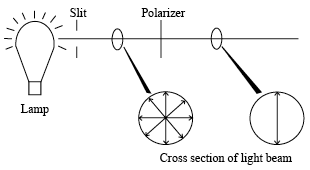 Slit
Polarizer
Lamp
Cross section of light beam